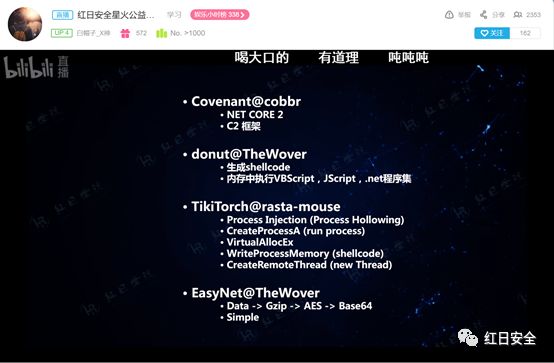 直播 红日安全星火公益… 学习 娱乐小时榜 338 >
举报 分享 2353
UP 4 白帽子_X神 572 No. >1000
关注 162
喝大口的 有道理 吨吨吨
bilibili 直播
• Covenant@cobbr
• NET CORE 2
• C2 框架
• donut@TheWover
• 生成shellcode
• 内存中执行VBScript，JScript，.net程序集
• TikiTorch@rasta-mouse
• Process Injection (Process Hollowing)
• CreateProcessA (run process)
• VirtualAllocEx
• WriteProcessMemory (shellcode)
• CreateRemoteThread (new Thread)
• EasyNet@TheWover
• Data -> Gzip -> AES -> Base64
• Simple
红日安全